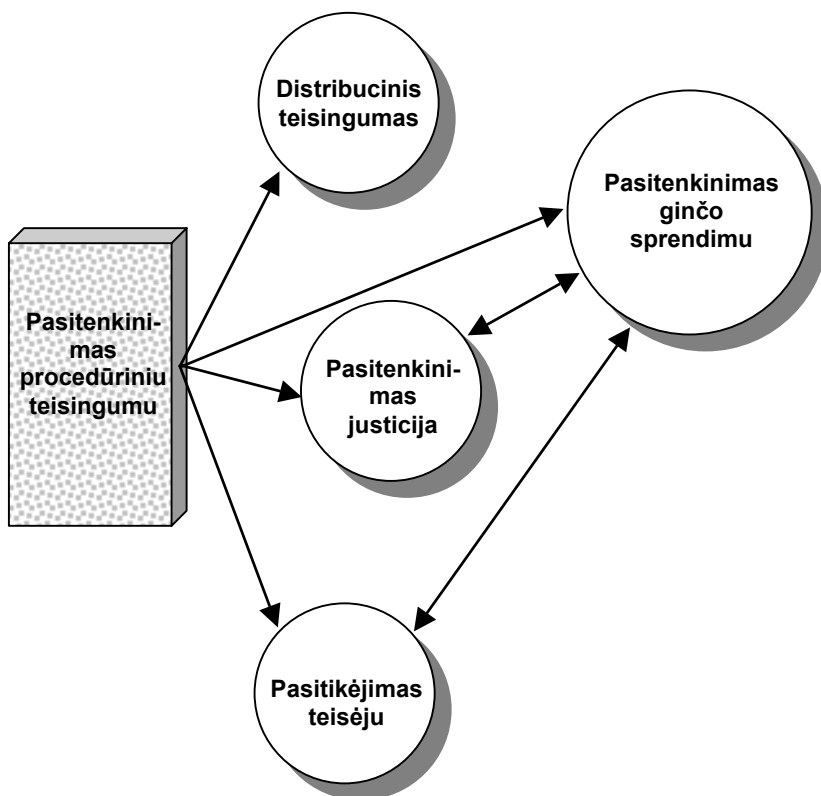 Distribucinis
teisingumas
Pasitenkinimas
ginčo
sprendimu
Pasitenkini-
mas
procedūriniu
teisingumu
Pasitenkini-
mas
justicija
Pasitikėjimas
teisėju